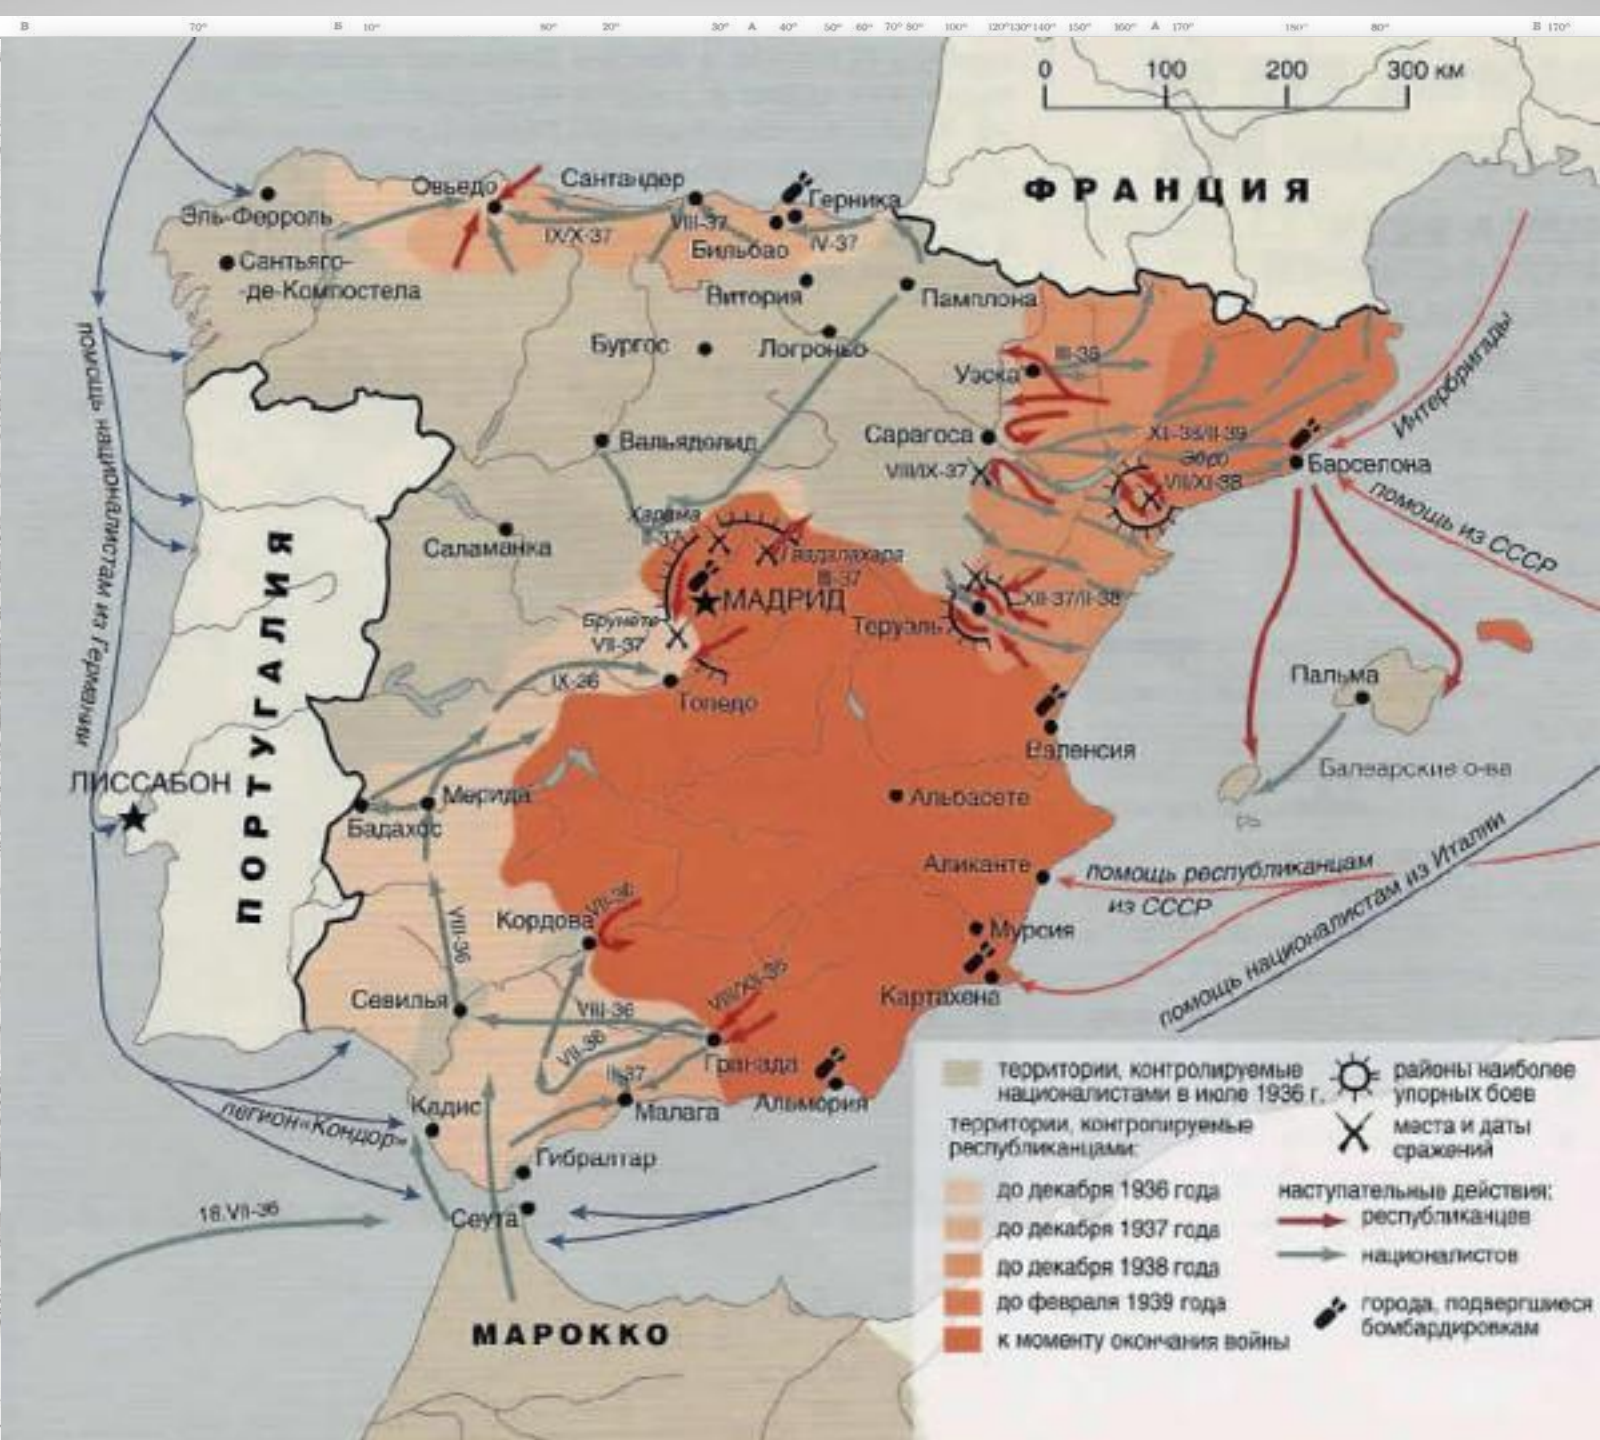 0 100 200 300 км
ФРАНЦИЯ
Овьедо
Сантандер
Герника
Эль-Ферроль
VIII-37
IX/X-37
Бильбао
IV-37
Сантьяго-
-де-Компостела
Витория
Памплона
Бургос
Логроньо
Уэска
Интербригады
Вальядолид
Сарагоса
XII-38/II-39
Эбро
VIII/IX-37
VII/XI-38
Барселона
помощь из СССР
помощь националистам из Германии
Саламанка
Харама
Гвадалахара
III-37
МАДРИД
XII-37/II-38
Теруэль
Брунете
VII-37
IX-36
Толедо
Пальма
Валенсия
Балеарские о-ва
ПОРТУГАЛИЯ
ЛИССАБОН
Мерида
Бадахос
Альбасете
Аликанте
помощь республиканцам
из СССР
помощь националистам из Италии
Кордова
VIII-36
Мурсия
Картахена
Севилья
VIII-36
VII-36
Гранада
II-37
Малага
Альмерия
Кадис
легион «Кондор»
Гибралтар
18.VII-36
Сеута
МАРОККО
территории, контролируемые
националистами в июле 1936 г.
территории, контролируемые
республиканцами:
до декабря 1936 года
до декабря 1937 года
до декабря 1938 года
до февраля 1939 года
к моменту окончания войны
районы наиболее
упорных боев
места и даты
сражений
наступательные действия:
республиканцев
националистов
города, подвергшиеся
бомбардировкам